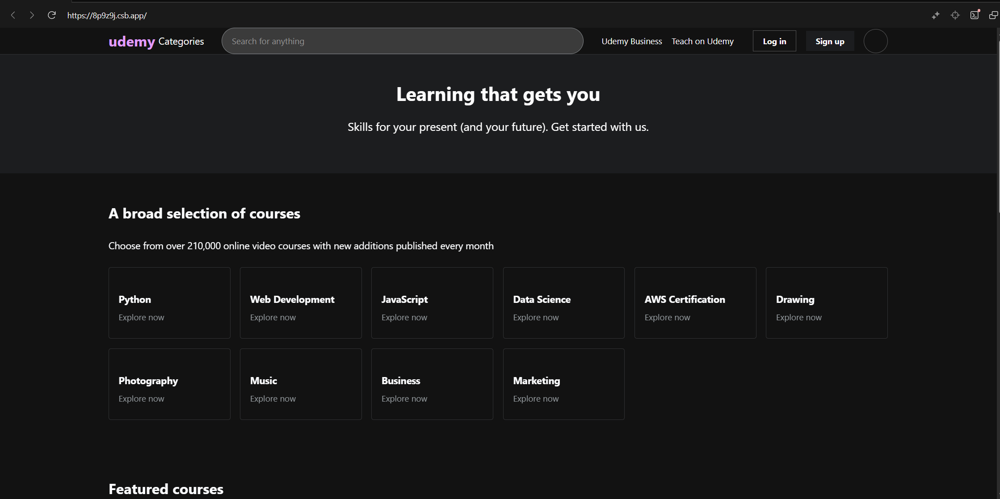 https://8p9z9j.csb.app/
udemy Categories Search for anything Udemy Business Teach on Udemy Log in Sign up
Learning that gets you
Skills for your present (and your future). Get started with us.
A broad selection of courses
Choose from over 210,000 online video courses with new additions published every month
Python Web Development JavaScript Data Science AWS Certification Drawing
Explore now Explore now Explore now Explore now Explore now Explore now
Photography Music Business Marketing
Explore now Explore now Explore now Explore now
Featured courses